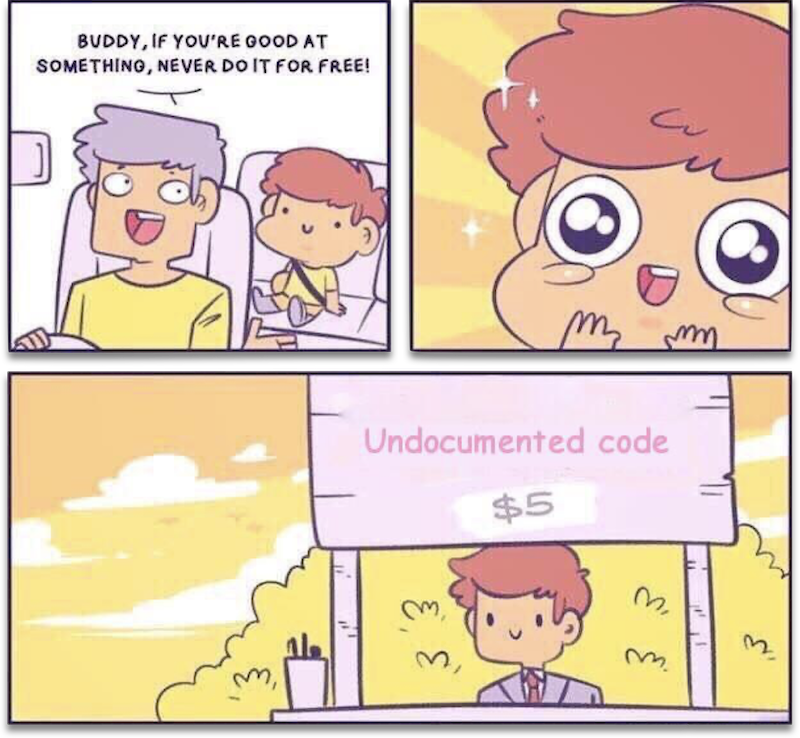 BUDDY, IF YOU'RE GOOD AT
SOMETHING, NEVER DO IT FOR FREE!
Undocumented code
$5